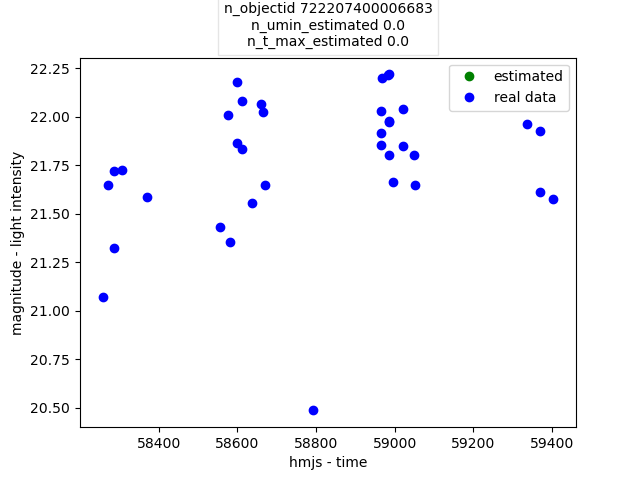 n_objectid 722207400006683
n_umin_estimated 0.0
n_t_max_estimated 0.0
22.25
22.00
21.75
21.50
21.25
21.00
20.75
20.50
magnitude - light intensity
estimated
real data
58400 58600 58800 59000 59200 59400
hmjs - time